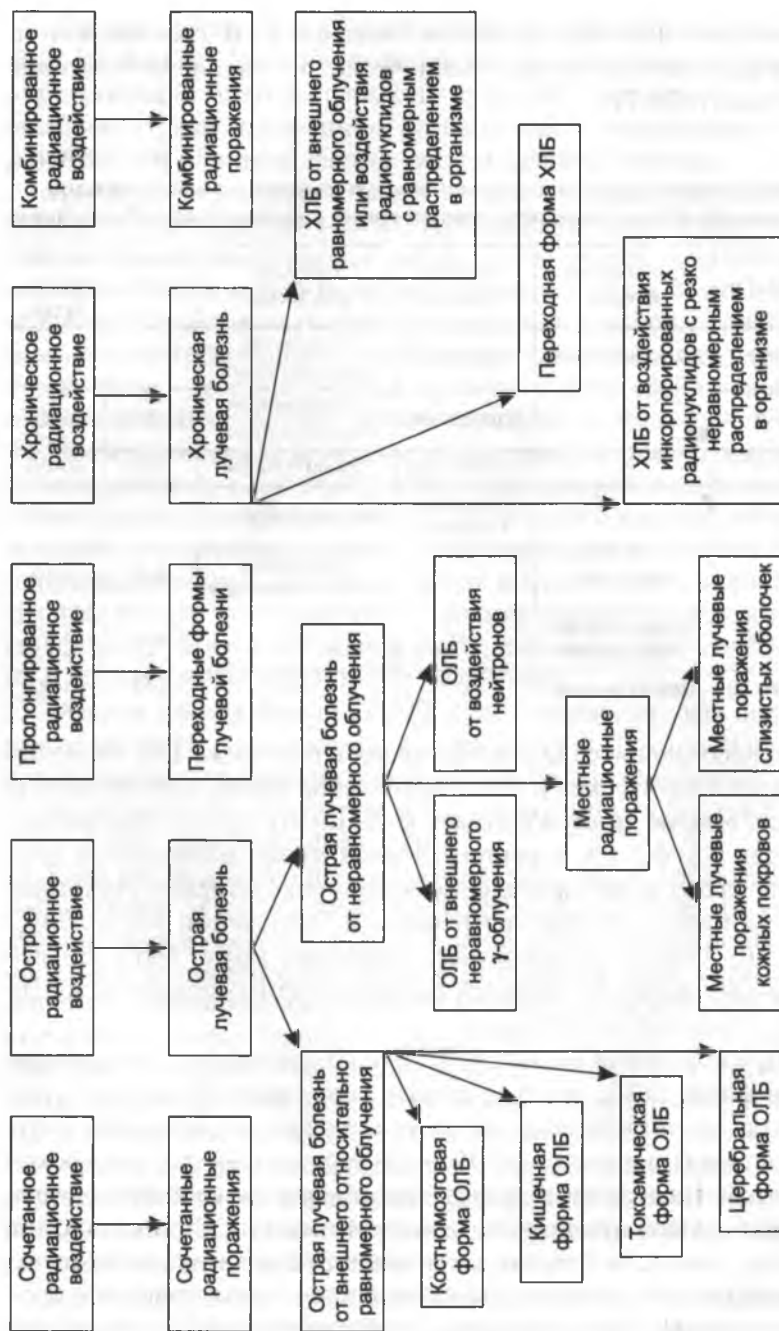 Сочетанное
радиационное
воздействие
Острое
радиационное
воздействие
Пролонгированное
радиационное
воздействие
Хроническое
радиационное
воздействие
Комбинированное
радиационное
воздействие
Сочетанные
радиационные
поражения
Острая
лучевая болезнь
Переходные формы
лучевой болезни
Хроническая
лучевая болезнь
Комбинированные
радиационые
поражения
Острая лучевая болезнь
от внешнего относительно
равномерного облучения
Острая лучевая болезнь
от неравномерного облучения
ХЛБ от внешнего
равномерного облучения
или воздействия
радионуклидов
с равномерным
распределением
в организме
Костномозговая
форма ОЛБ
ОЛБ от внешнего
неравномерного
γ-облучения
ОЛБ
от воздействия
нейтронов
Кишечная
форма ОЛБ
Переходная форма ХЛБ
Токсемическая
форма ОЛБ
Местные
радиационные
поражения
ХЛБ от воздействия
инкорпорированных
радионуклидов с резко
неравномерным
распределением
в организме
Церебральная
форма ОЛБ
Местные лучевые
поражения
кожных покровов
Местные лучевые
поражения
слизистых оболочек